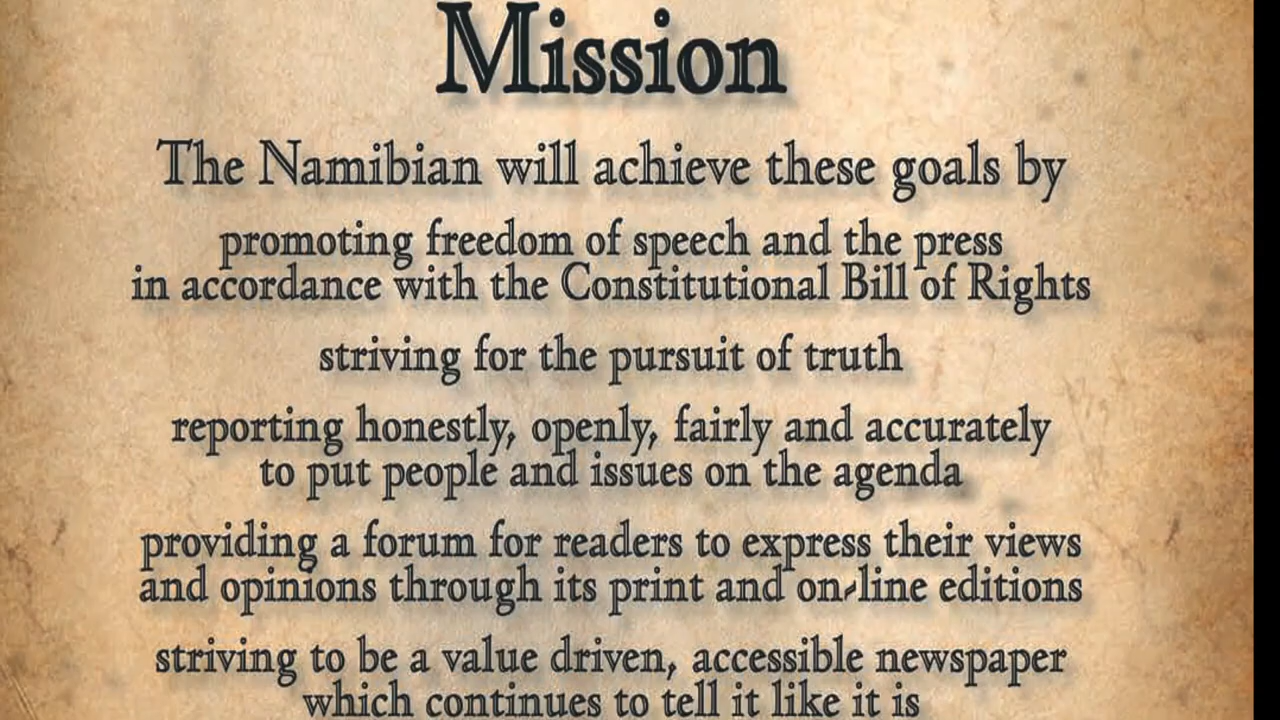 Mission
The Namibian will achieve these goals by
promoting freedom of speech and the press
in accordance with the Constitutional Bill of Rights
striving for the pursuit of truth
reporting honestly, openly, fairly and accurately
to put people and issues on the agenda
providing a forum for readers to express their views
and opinions through its print and on-line editions
striving to be a value driven, accessible newspaper
which continues to tell it like it is